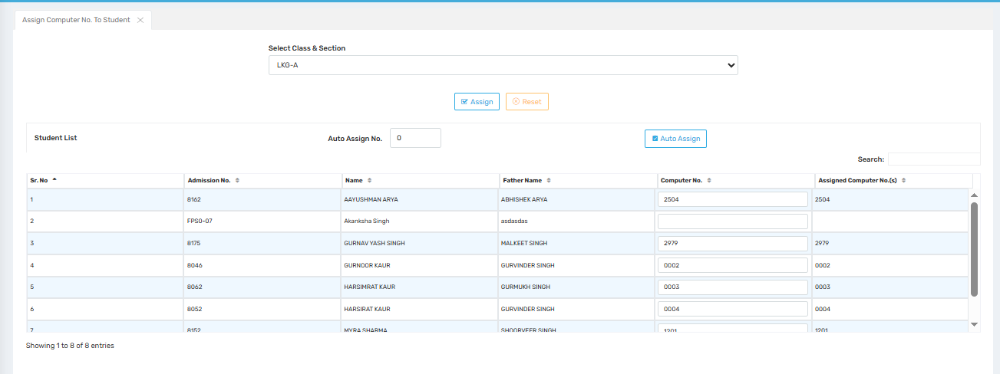 Assign Computer No. To Student
Select Class & Section
LKG-A
Assign Reset
Student List Auto Assign No. 0 Auto Assign
Search:
Sr. No Admission No. Name Father Name Computer No. Assigned Computer No.(s)
1 8162 AAYUSHMAN ARYA ABHISHEK ARYA 2504 2504
2 FPS0-07 Akanksha Singh asdasdas
3 8175 GURNAV YASH SINGH MALKEET SINGH 2979 2979
4 8046 GURNOOR KAUR GURVINDER SINGH 0002 0002
5 8062 HARSIMRAT KAUR GURMUKH SINGH 0003 0003
6 8052 HARSIRAT KAUR GURVINDER SINGH 0004 0004
7 8152 MYRA SHARMA SHOORVEER SINGH 1201 1201
Showing 1 to 8 of 8 entries